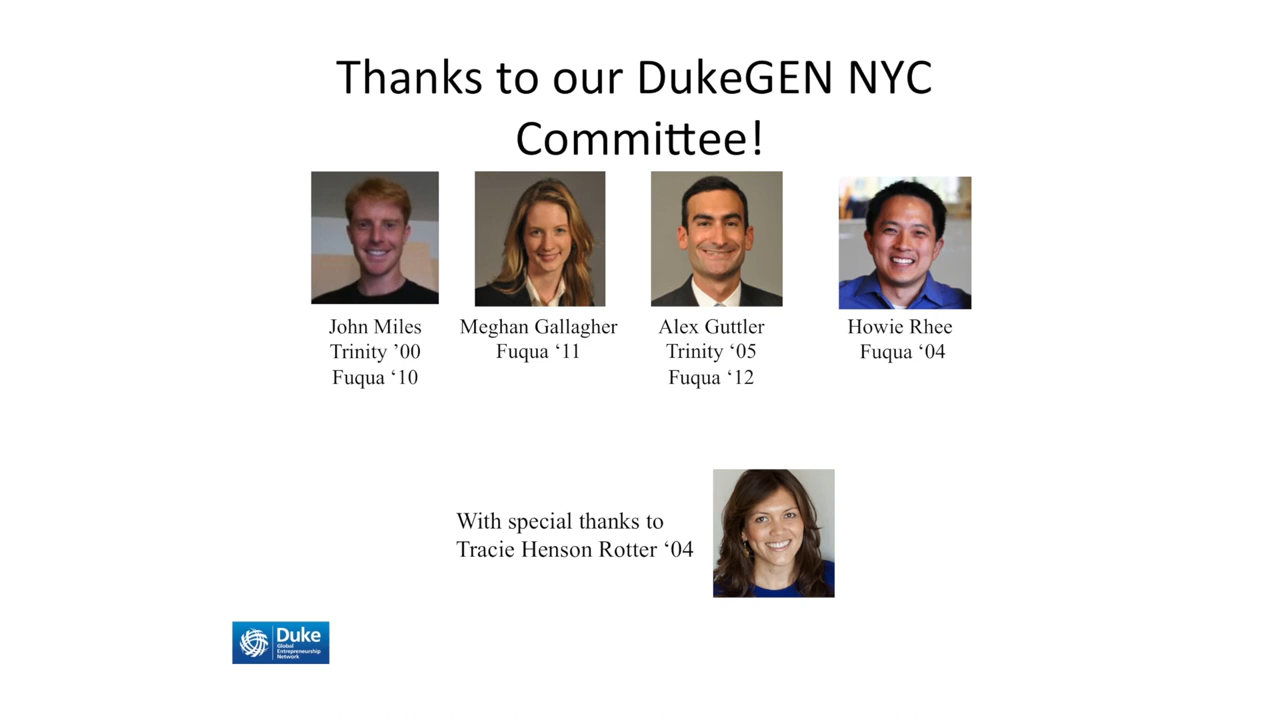 Thanks to our DukeGEN NYC
Committee!
John Miles
Trinity ’00
Fuqua ‘10
Meghan Gallagher
Fuqua ‘11
Alex Guttler
Trinity ‘05
Fuqua ‘12
Howie Rhee
Fuqua ‘04
With special thanks to
Tracie Henson Rotter ‘04
Duke
Global
Entrepreneurship
Network